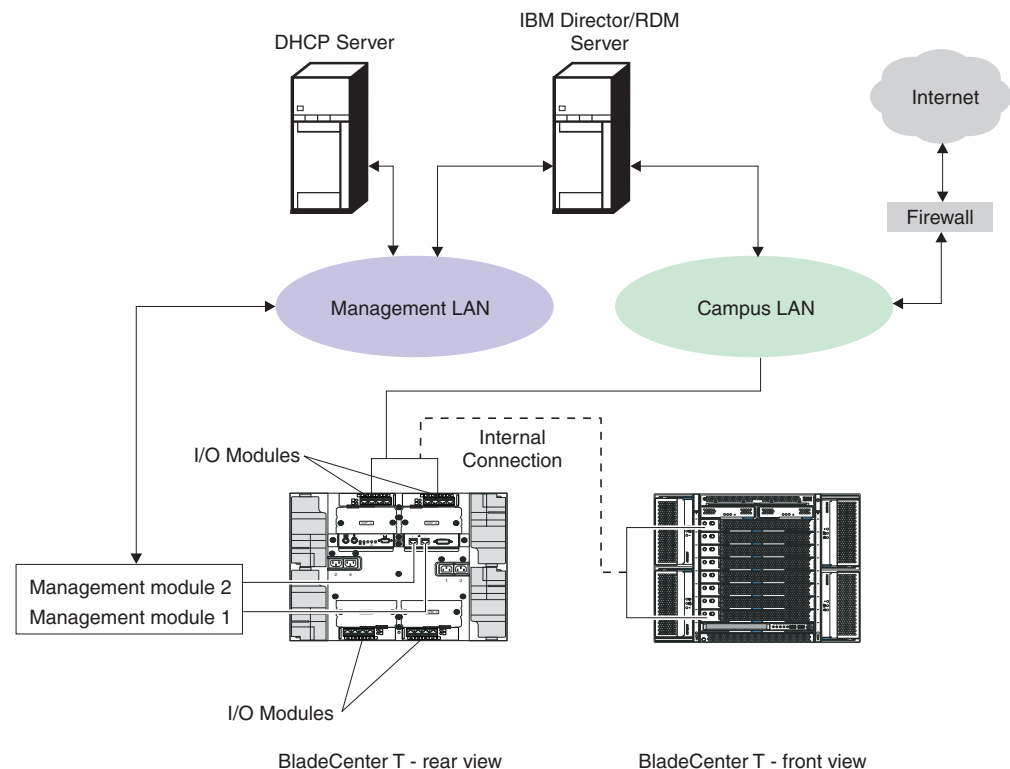 IBM Director/RDM
Server
DHCP Server
Internet
Firewall
Management LAN
Campus LAN
I/O Modules
Internal
Connection
Management module 2
Management module 1
I/O Modules
BladeCenter T - rear view
BladeCenter T - front view